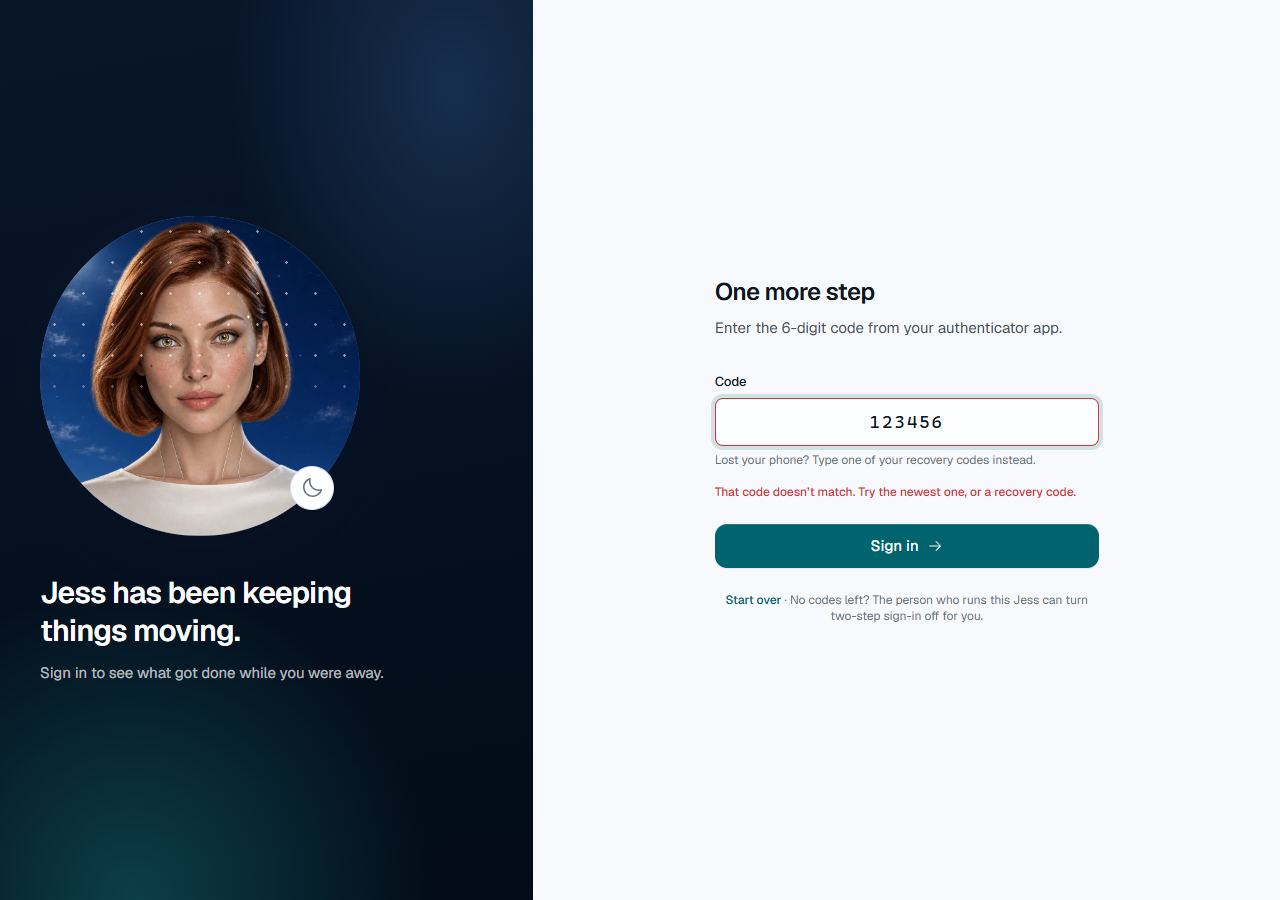 Jess has been keeping
things moving.
Sign in to see what got done while you were away.
One more step
Enter the 6-digit code from your authenticator app.
Code
123456
Lost your phone? Type one of your recovery codes instead.
That code doesn't match. Try the newest one, or a recovery code.
Sign in →
Start over · No codes left? The person who runs this Jess can turn
two-step sign-in off for you.